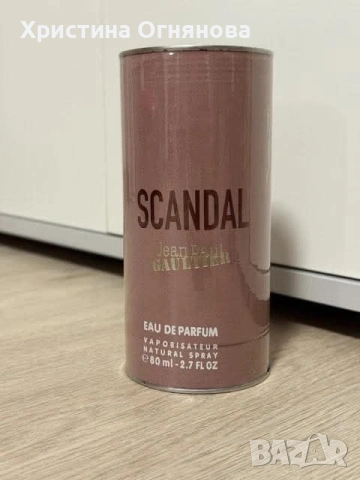 Христина Огнянова
SCANDAL
Jean Paul
GAULTIER
EAU DE PARFUM
VAPORISATEUR
NATURAL SPRAY
e 80 ml - 2.7 FL OZ
BAZAR